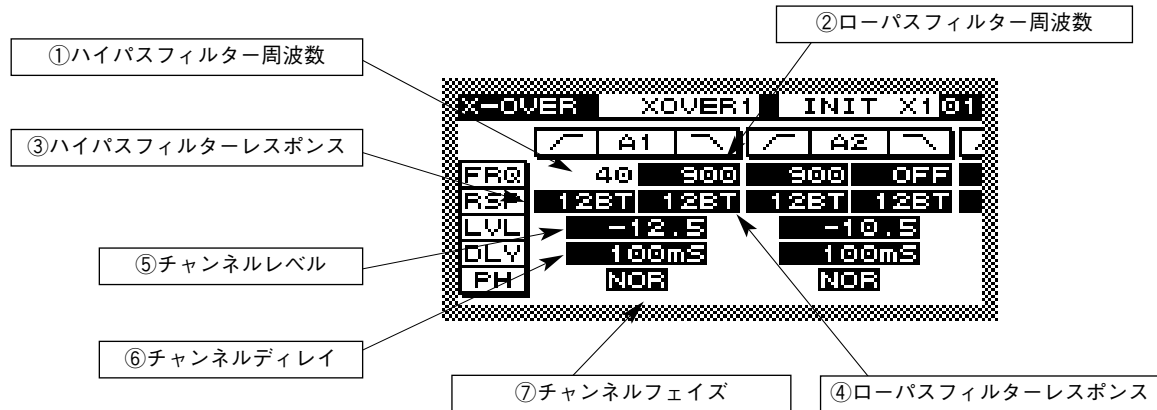 ②ローパスフィルター周波数
①ハイパスフィルター周波数
X-OVER XOVER1 INIT X1 01
③ハイパスフィルターレスポンス
A1 A2
FRQ 40 900 900 OFF
RSP 12BT 12BT 12BT 12BT
LVL -12.5 -10.5
⑤チャンネルレベル
DLY 100mS 100mS
PH NOR NOR
⑥チャンネルディレイ
⑦チャンネルフェイズ
④ローパスフィルターレスポンス